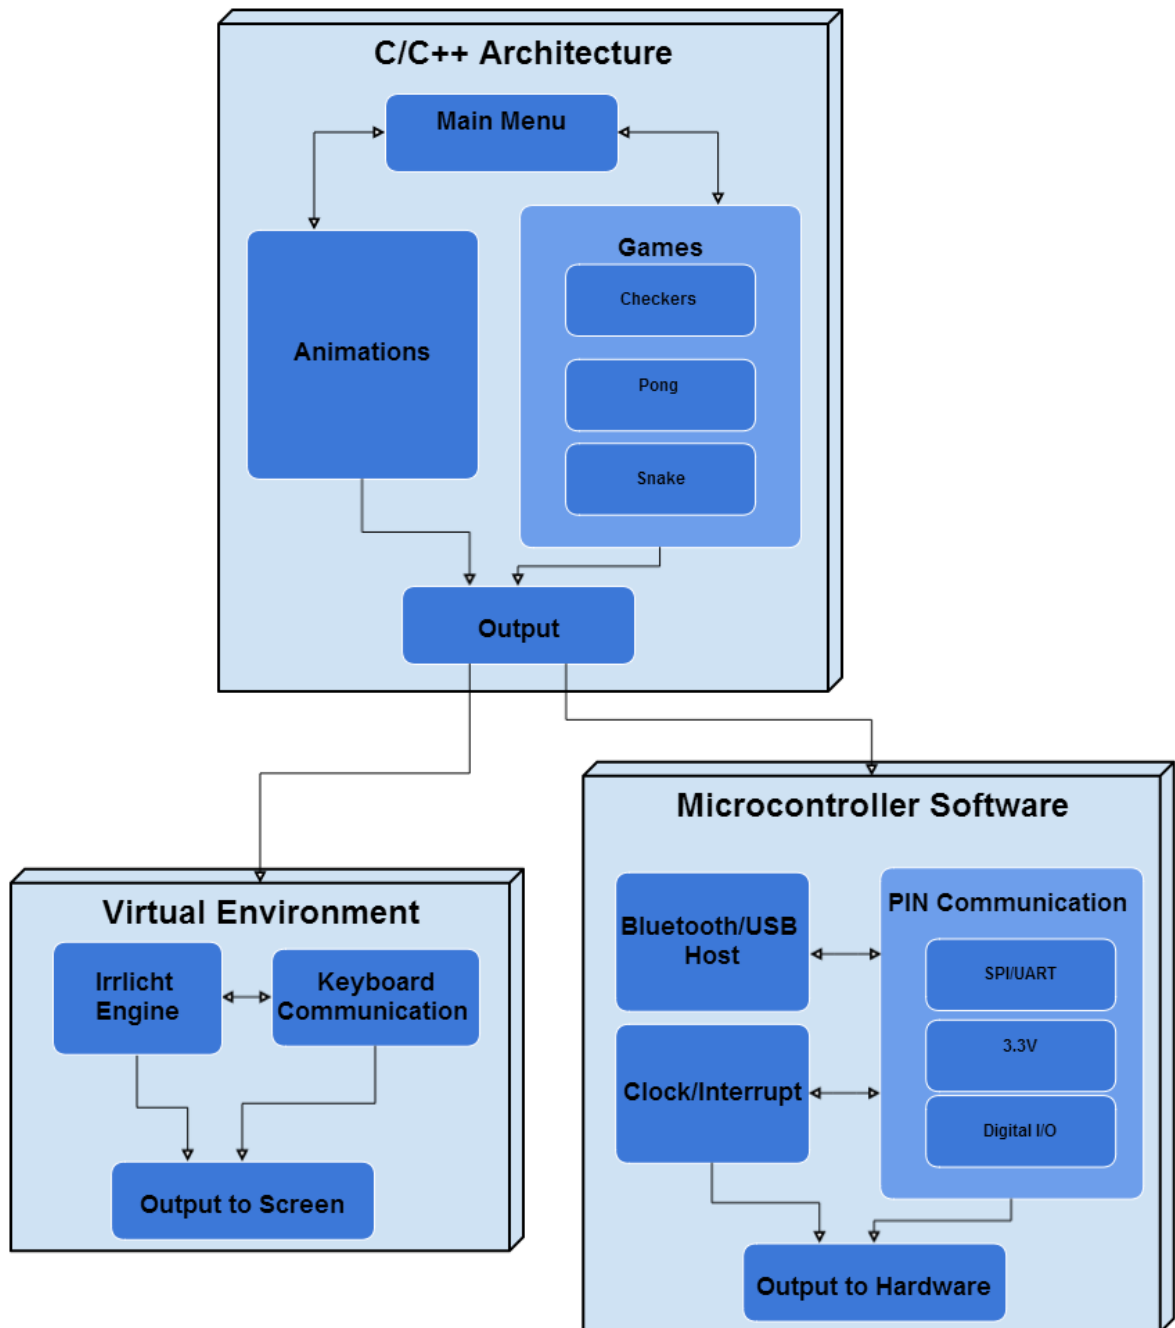 C/C++ Architecture
Main Menu
Animations
Games
Checkers
Pong
Snake
Output
Virtual Environment
Irrlicht
Engine
Keyboard
Communication
Output to Screen
Microcontroller Software
Bluetooth/USB
Host
Clock/Interrupt
PIN Communication
SPI/UART
3.3V
Digital I/O
Output to Hardware